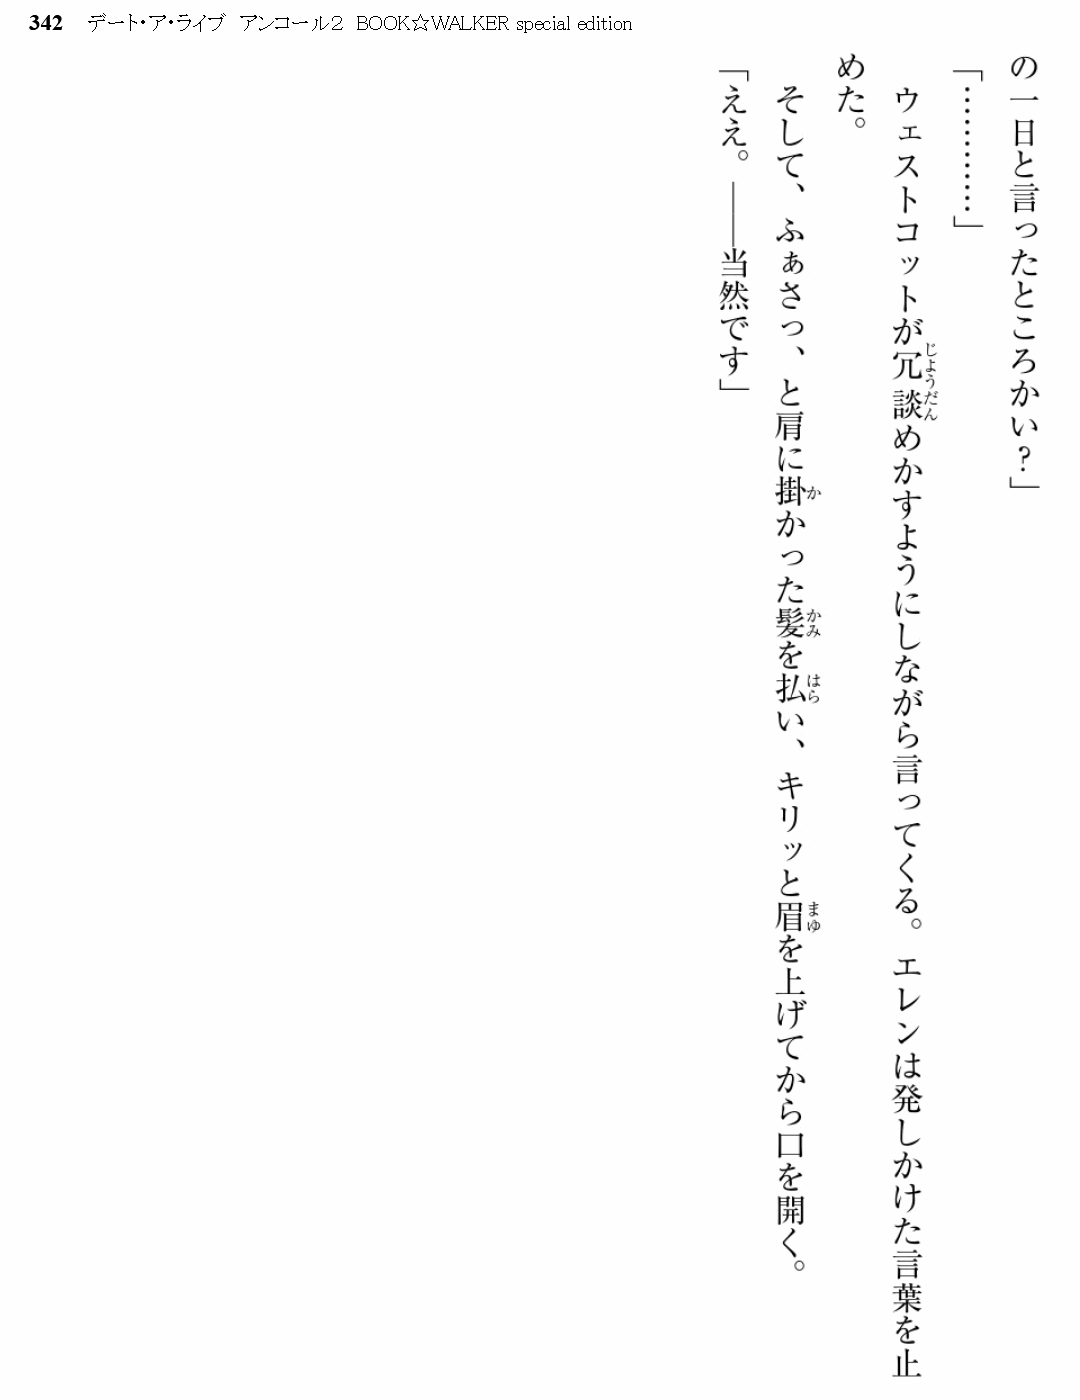 342 デート・ア・ライブ アンコール2 BOOK☆WALKER special edition
の一日と言ったところかい？」
「…………」
　ウェストコットが冗談めかすようにしながら言ってくる。エレンは発しかけた言葉を止
めた。
　そして、ふぁさっ、と肩に掛かった髪を払い、キリッと眉を上げてから口を開く。
「ええ。――当然です」